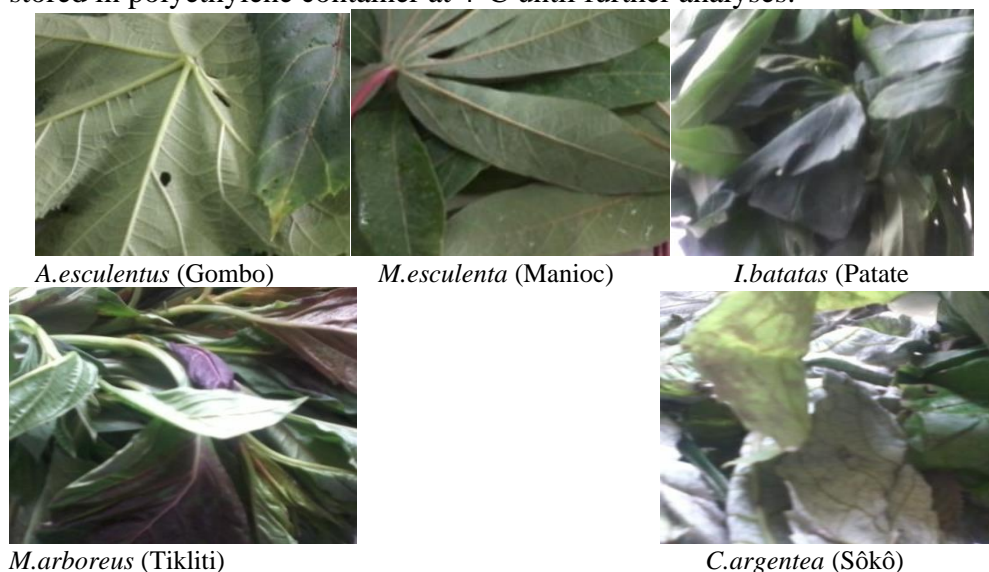 stored in polyethylene container at 4°C until further analyses.
A.esculentus (Gombo) M.esculenta (Manioc) I.batatas (Patate
M.arboreus (Tikliti) C.argentea (Sôkô)